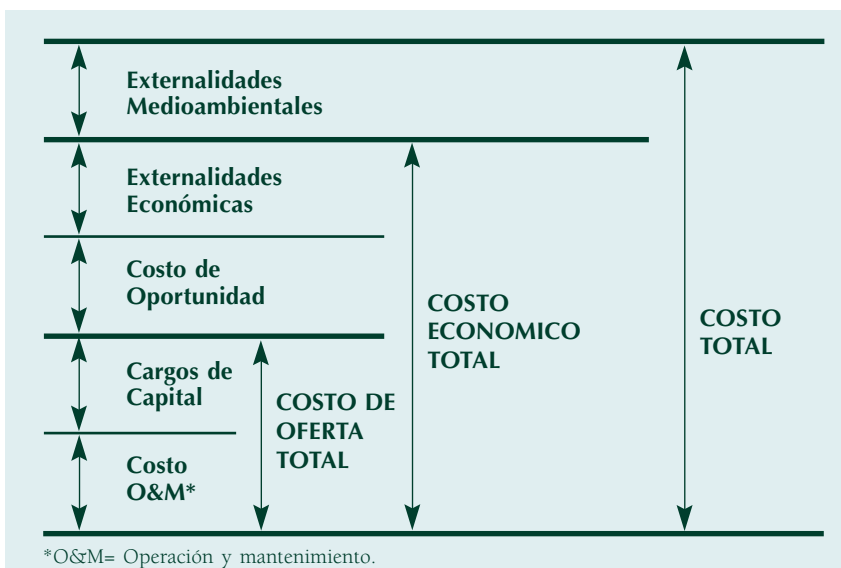 Externalidades
Medioambientales
Externalidades
Económicas
Costo de
Oportunidad
Cargos de
Capital
Costo
O&M*
COSTO DE
OFERTA
TOTAL
COSTO
ECONOMICO
TOTAL
COSTO
TOTAL
*O&M= Operación y mantenimiento.